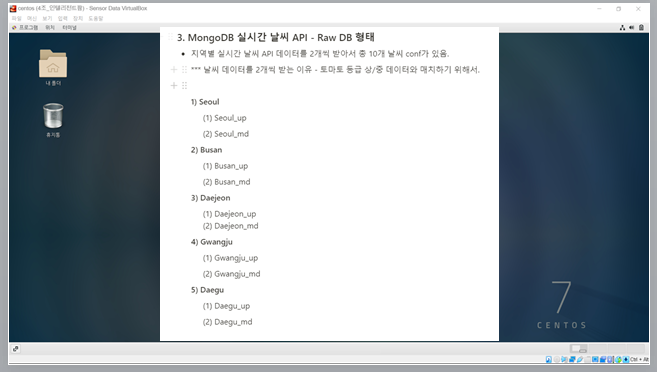 centos (4조_인텔리전트팜) - Sensor Data VirtualBox
파일 머신 보기 입력 장치 도움말
프로그램 위치 터미널
내 폴더
휴지통
3. MongoDB 실시간 날씨 API - Raw DB 형태
• 지역별 실시간 날씨 API 데이터를 2개씩 받아서 총 10개 날씨 conf가 있음.
*** 날씨 데이터를 2개씩 받는 이유 - 토마토 등급 상/중 데이터와 매치하기 위해서.
1) Seoul
(1) Seoul_up
(2) Seoul_md
2) Busan
(1) Busan_up
(2) Busan_md
3) Daejeon
(1) Daejeon_up
(2) Daejeon_md
4) Gwangju
(1) Gwangju_up
(2) Gwangju_md
5) Daegu
(1) Daegu_up
(2) Daegu_md
7
CENTOS
Ctrl + Alt